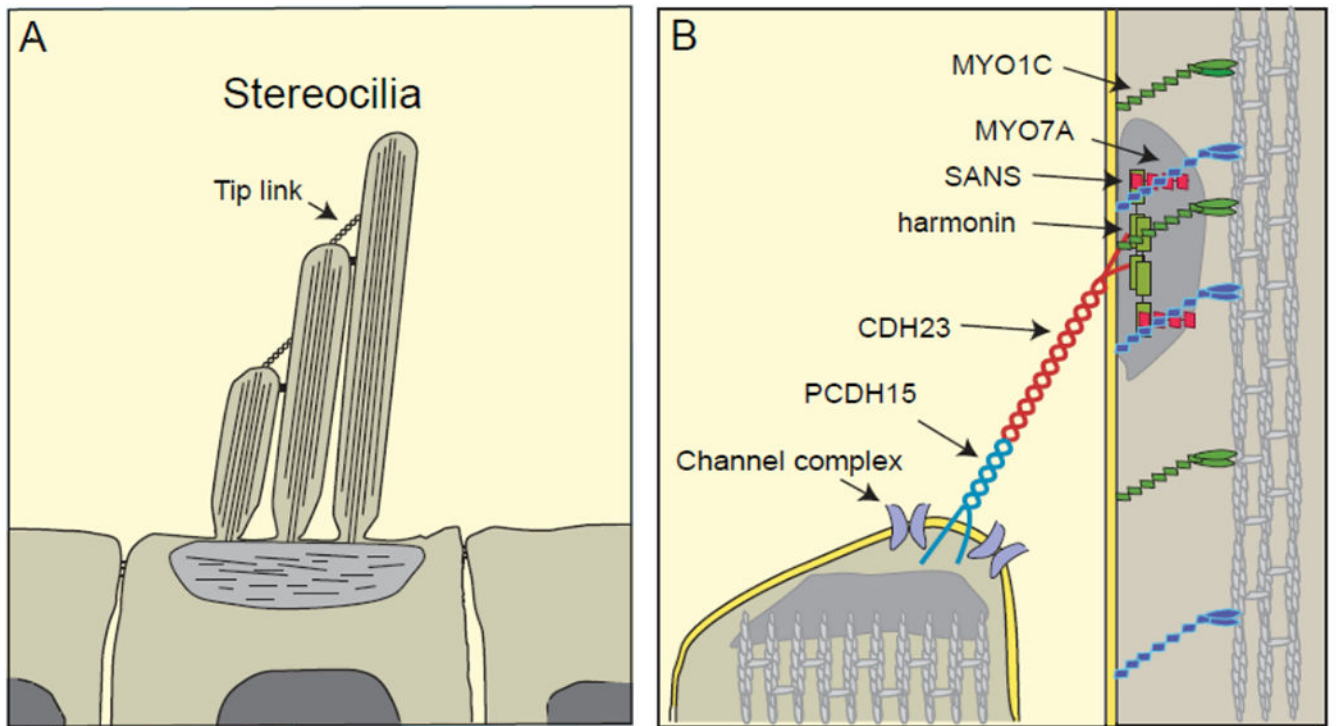 A
Stereocilia
Tip link
B
MYO1C
MYO7A
SANS
harmonin
CDH23
PCDH15
Channel complex